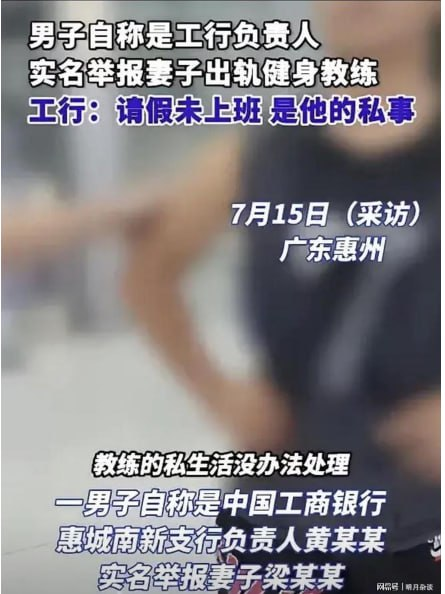 男子自称是工行负责人
实名举报妻子出轨健身教练
工行：请假未上班 是他的私事
7月15日（采访）
广东惠州
教练的私生活没办法处理
一男子自称是中国工商银行
惠城南新支行负责人黄某某
实名举报妻子梁某某
网易号 | 明月杂谈